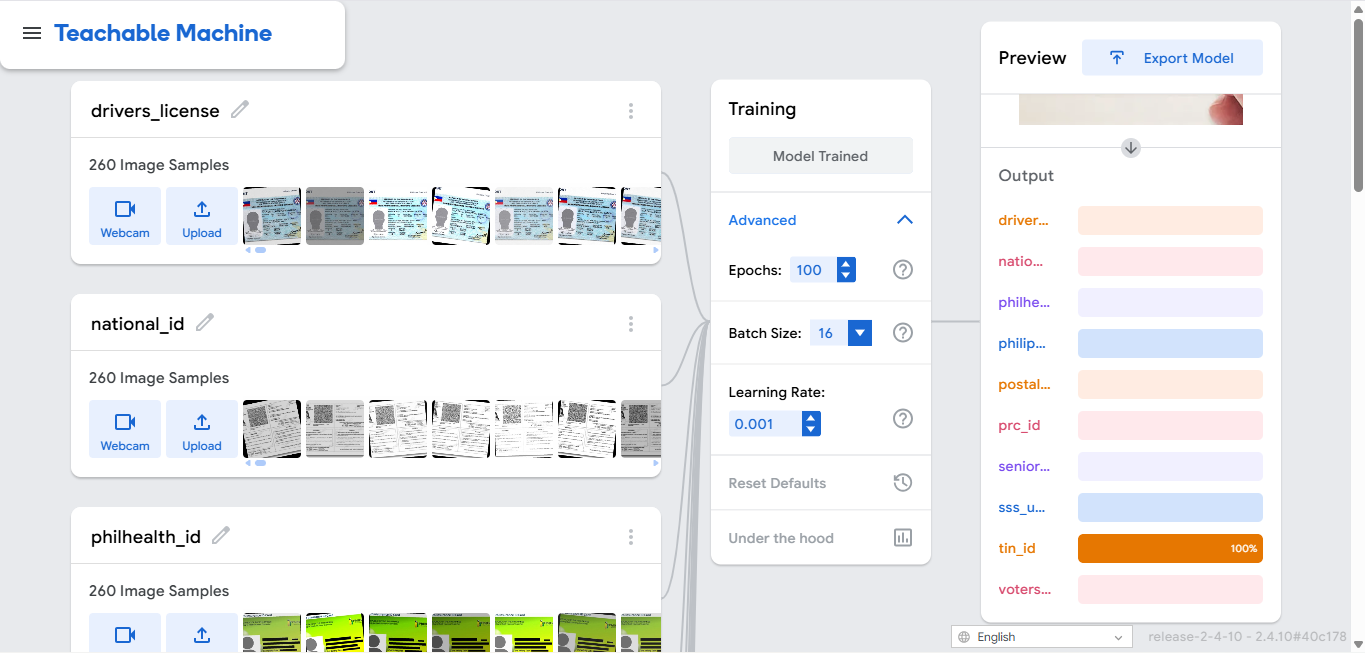 Teachable Machine
drivers_license
260 Image Samples
Webcam
Upload
national_id
260 Image Samples
Webcam
Upload
philhealth_id
260 Image Samples
Training
Model Trained
Advanced
Epochs:
100
Batch Size:
16
Learning Rate:
0.001
Reset Defaults
Under the hood
Preview
Export Model
Output
driver...
natio...
philhe...
philip...
postal...
prc_id
senior...
sss_u...
tin_id
100%
voters...
English
release-2-4-10 - 2.4.10#40c178